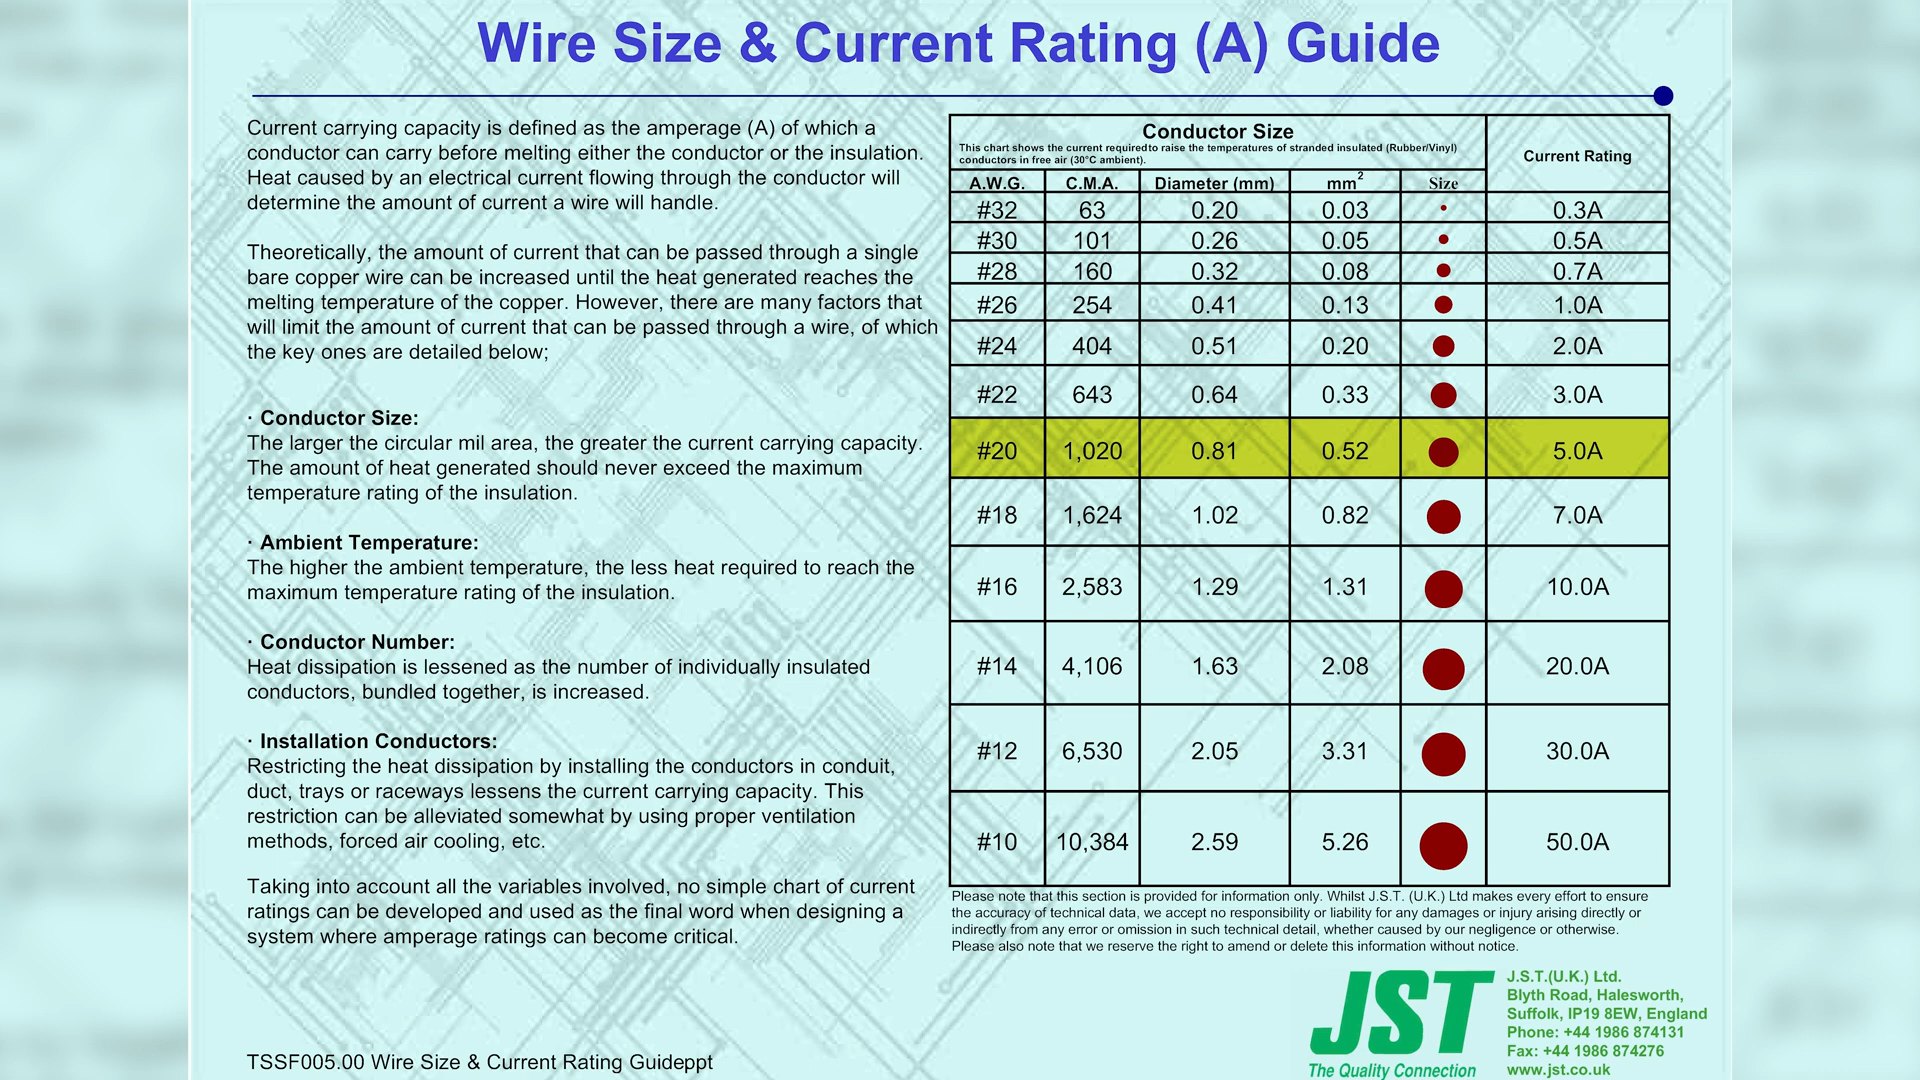 Wire Size & Current Rating (A) Guide
Current carrying capacity is defined as the amperage (A) of which a
conductor can carry before melting either the conductor or the insulation.
Heat caused by an electrical current flowing through the conductor will
determine the amount of current a wire will handle.
Theoretically, the amount of current that can be passed through a single
bare copper wire can be increased until the heat generated reaches the
melting temperature of the copper. However, there are many factors that
will limit the amount of current that can be passed through a wire, of which
the key ones are detailed below;
· Conductor Size:
The larger the circular mil area, the greater the current carrying capacity.
The amount of heat generated should never exceed the maximum
temperature rating of the insulation.
· Ambient Temperature:
The higher the ambient temperature, the less heat required to reach the
maximum temperature rating of the insulation.
· Conductor Number:
Heat dissipation is lessened as the number of individually insulated
conductors, bundled together, is increased.
· Installation Conductors:
Restricting the heat dissipation by installing the conductors in conduit,
duct, trays or raceways lessens the current carrying capacity. This
restriction can be alleviated somewhat by using proper ventilation
methods, forced air cooling, etc.
Taking into account all the variables involved, no simple chart of current
ratings can be developed and used as the final word when designing a
system where amperage ratings can become critical.
TSSF005.00 Wire Size & Current Rating Guideppt
Conductor Size
This chart shows the current required to raise the temperatures of stranded insulated (Rubber/Vinyl)
conductors in free air (30°C ambient).
Current Rating
A.W.G. C.M.A. Diameter (mm) mm2 Size
#32 63 0.20 0.03 0.3A
#30 101 0.26 0.05 0.5A
#28 160 0.32 0.08 0.7A
#26 254 0.41 0.13 1.0A
#24 404 0.51 0.20 2.0A
#22 643 0.64 0.33 3.0A
#20 1,020 0.81 0.52 5.0A
#18 1,624 1.02 0.82 7.0A
#16 2,583 1.29 1.31 10.0A
#14 4,106 1.63 2.08 20.0A
#12 6,530 2.05 3.31 30.0A
#10 10,384 2.59 5.26 50.0A
Please note that this section is provided for information only. Whilst J.S.T. (U.K.) Ltd makes every effort to ensure
the accuracy of technical data, we accept no responsibility or liability for any damages or injury arising directly or
indirectly from any error or omission in such technical detail, whether caused by our negligence or otherwise.
Please also note that we reserve the right to amend or delete this information without notice.
JST
The Quality Connection
J.S.T.(U.K.) Ltd.
Blyth Road, Halesworth,
Suffolk, IP19 8EW, England
Phone: +44 1986 874131
Fax: +44 1986 874276
www.jst.co.uk